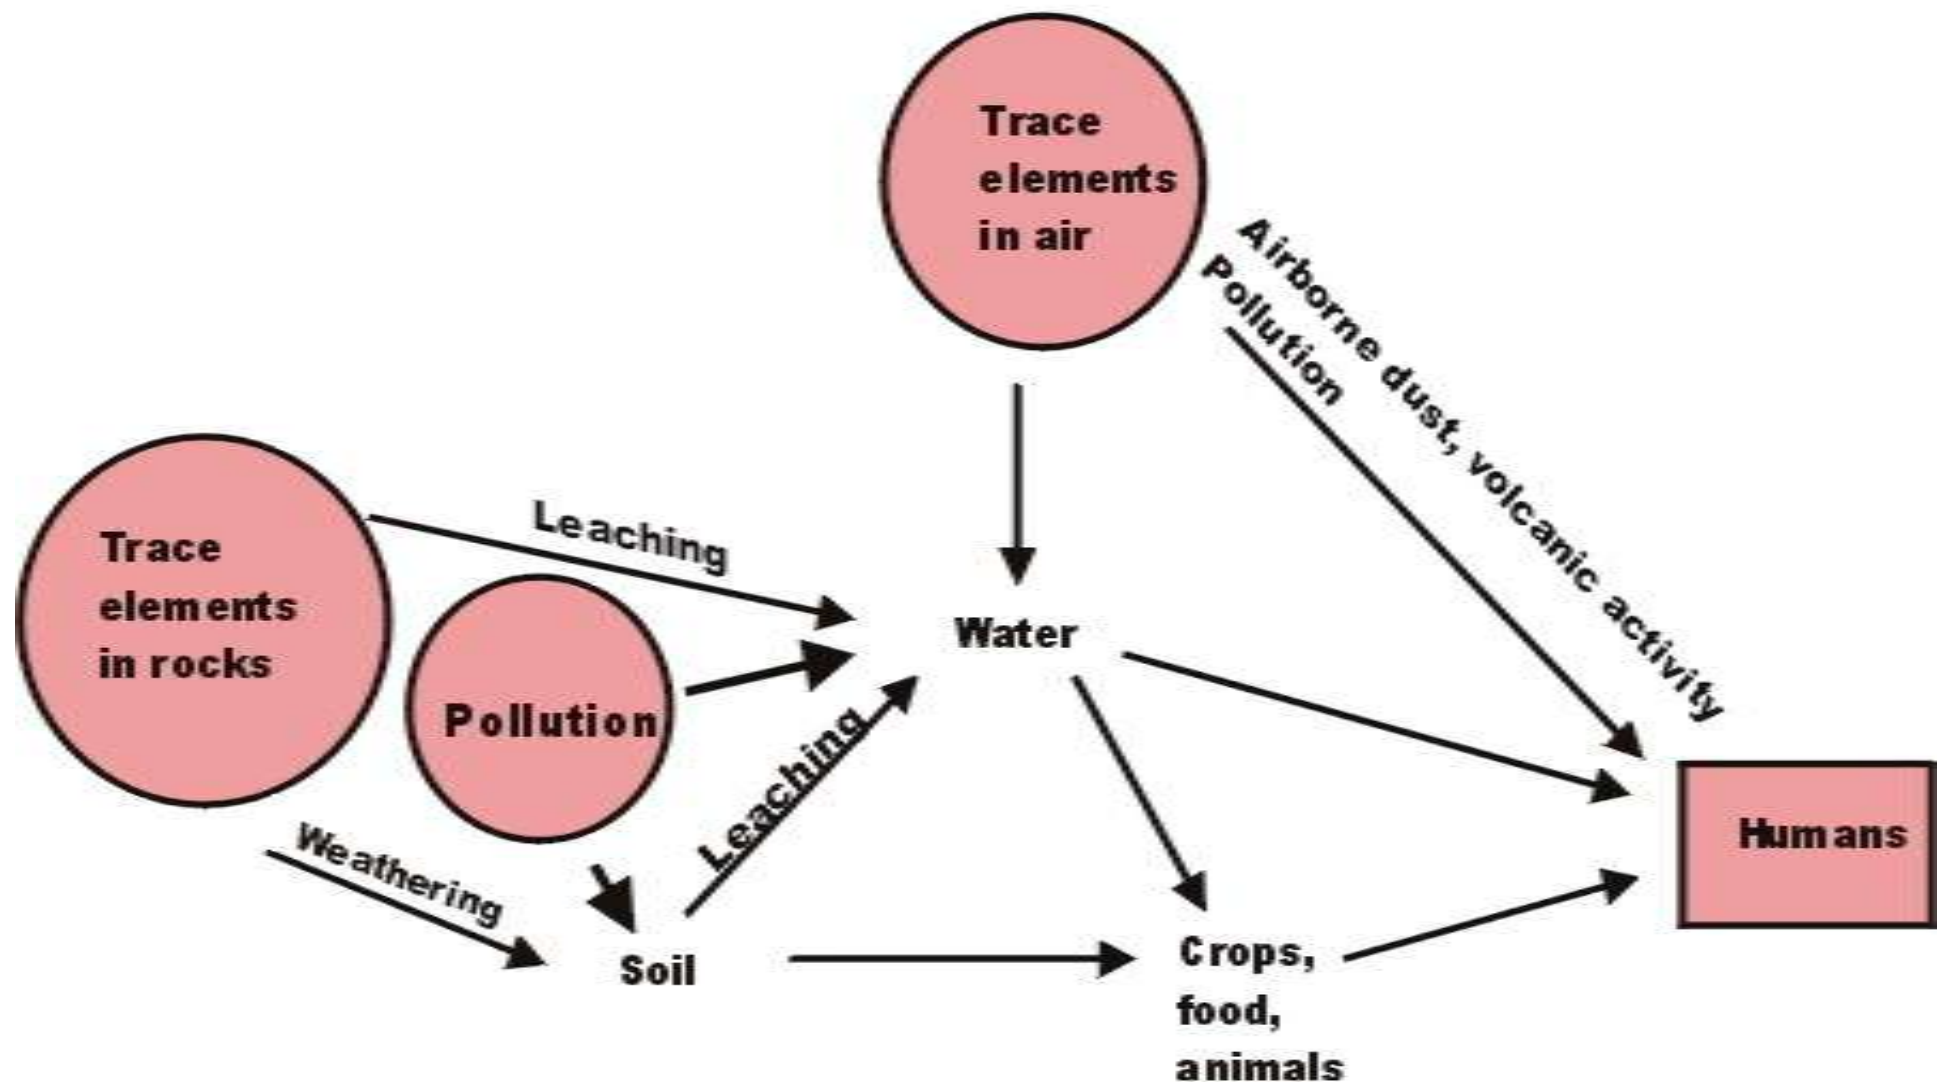 Trace
elements
in air
Airborne dust, volcanic activity
Pollution
Leaching
Trace
elements
in rocks
Water
Pollution
Leaching
Weathering
Humans
Soil
Crops,
food,
animals